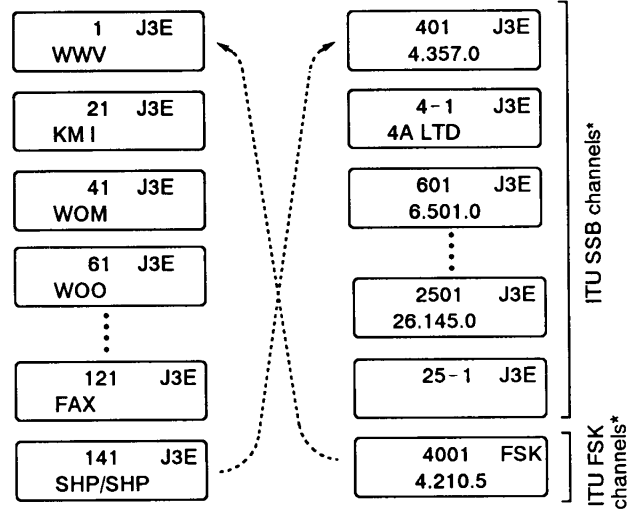 1 J3E
WWV
21 J3E
KMI
41 J3E
WOM
61 J3E
WOO
121 J3E
FAX
141 J3E
SHP/SHP
401 J3E
4.357.0
4-1 J3E
4A LTD
601 J3E
6.501.0
2501 J3E
26.145.0
25-1 J3E
4001 FSK
4.210.5
ITU SSB channels*
ITU FSK
channels*